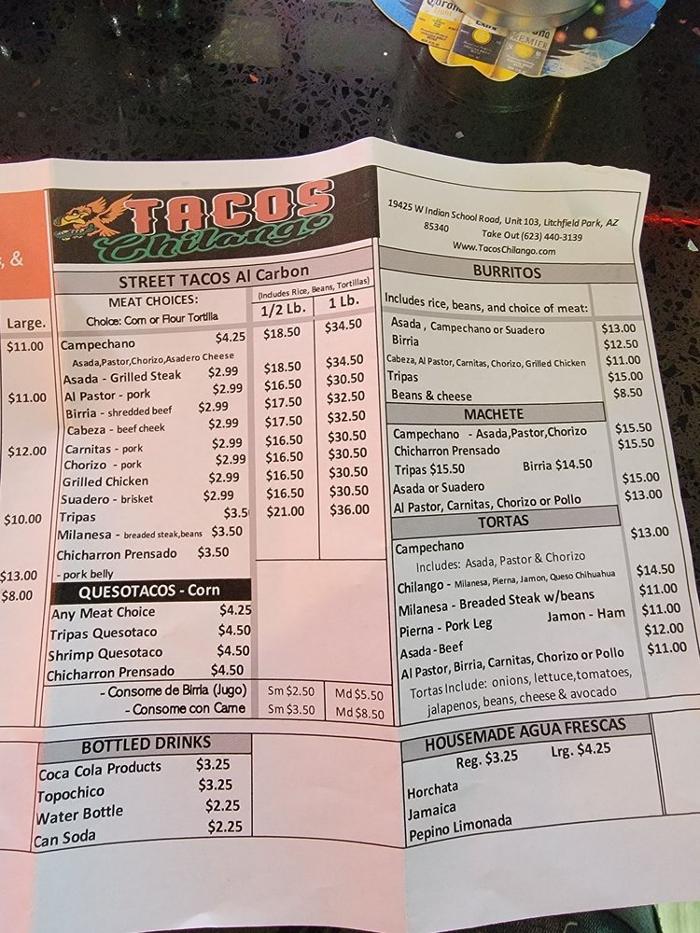 Corona
PREMIER
&
Large.
$11.00
$11.00
$12.00
$10.00
$13.00
$8.00
TACOS
Chilango
STREET TACOS Al Carbon
MEAT CHOICES:
Choice: Corn or Flour Tortilla
(Includes Rice, Beans, Tortillas)
1/2 Lb. 1 Lb.
Campechano $4.25 $18.50 $34.50
Asada,Pastor,Chorizo,Asadero Cheese
Asada - Grilled Steak $2.99 $18.50 $34.50
Al Pastor - pork $2.99 $16.50 $30.50
Birria - shredded beef $2.99 $17.50 $32.50
Cabeza - beef cheek $2.99 $17.50 $32.50
Carnitas - pork $2.99 $16.50 $30.50
Chorizo - pork $2.99 $16.50 $30.50
Grilled Chicken $2.99 $16.50 $30.50
Suadero - brisket $2.99 $16.50 $30.50
Tripas $3.5 $21.00 $36.00
Milanesa - breaded steak,beans $3.50
Chicharron Prensado $3.50
- pork belly
QUESOTACOS - Corn
Any Meat Choice $4.25
Tripas Quesotaco $4.50
Shrimp Quesotaco $4.50
Chicharron Prensado $4.50
- Consome de Birria (Jugo) Sm $2.50 Md $5.50
- Consome con Carne Sm $3.50 Md $8.50
BOTTLED DRINKS
Coca Cola Products $3.25
Topochico $3.25
Water Bottle $2.25
Can Soda $2.25
19425 W Indian School Road, Unit 103, Litchfield Park, AZ
85340 Take Out (623) 440-3139
Www.TacosChilango.com
BURRITOS
Includes rice, beans, and choice of meat:
Asada , Campechano or Suadero $13.00
Birria $12.50
Cabeza, Al Pastor, Carnitas, Chorizo, Grilled Chicken $11.00
Tripas $15.00
Beans & cheese $8.50
MACHETE
Campechano - Asada,Pastor,Chorizo $15.50
Chicharron Prensado $15.50
Tripas $15.50 Birria $14.50
Asada or Suadero $15.00
Al Pastor, Carnitas, Chorizo or Pollo $13.00
TORTAS
Campechano $13.00
Includes: Asada, Pastor & Chorizo
Chilango - Milanesa, Pierna, Jamon, Queso Chihuahua $14.50
Milanesa - Breaded Steak w/beans $11.00
Pierna - Pork Leg Jamon - Ham $11.00
Asada -Beef $12.00
Al Pastor, Birria, Carnitas, Chorizo or Pollo $11.00
Tortas Include: onions, lettuce,tomatoes,
jalapenos, beans, cheese & avocado
HOUSEMADE AGUA FRESCAS
Reg. $3.25 Lrg. $4.25
Horchata
Jamaica
Pepino Limonada